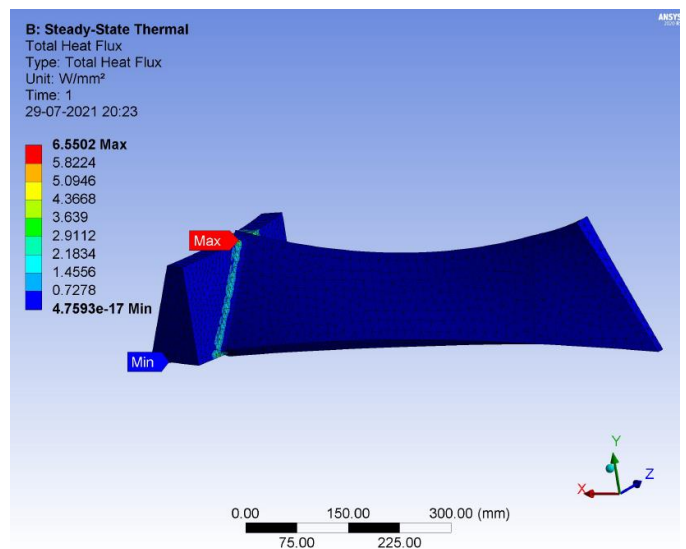 ANSYS
B: Steady-State Thermal
Total Heat Flux
Type: Total Heat Flux
Unit: W/mm²
Time: 1
29-07-2021 20:23
6.5502 Max
5.8224
5.0946
4.3668
3.639
2.9112
2.1834
1.4556
0.7278
4.7593e-17 Min
Max
Min
Y
Z
X
0.00 150.00 300.00 (mm)
75.00 225.00